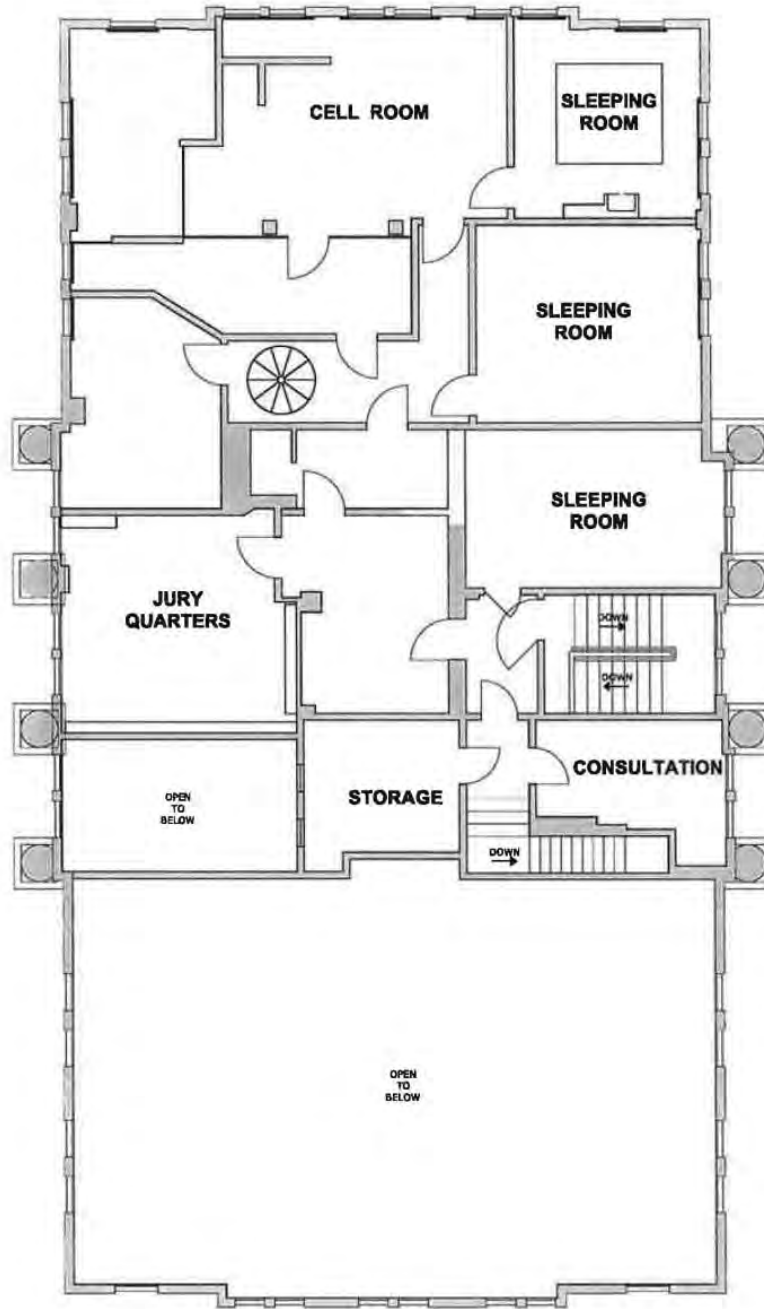 CELL ROOM
SLEEPING
ROOM
SLEEPING
ROOM
SLEEPING
ROOM
JURY
QUARTERS
DOWN
DOWN
CONSULTATION
STORAGE
OPEN
TO
BELOW
DOWN
OPEN
TO
BELOW